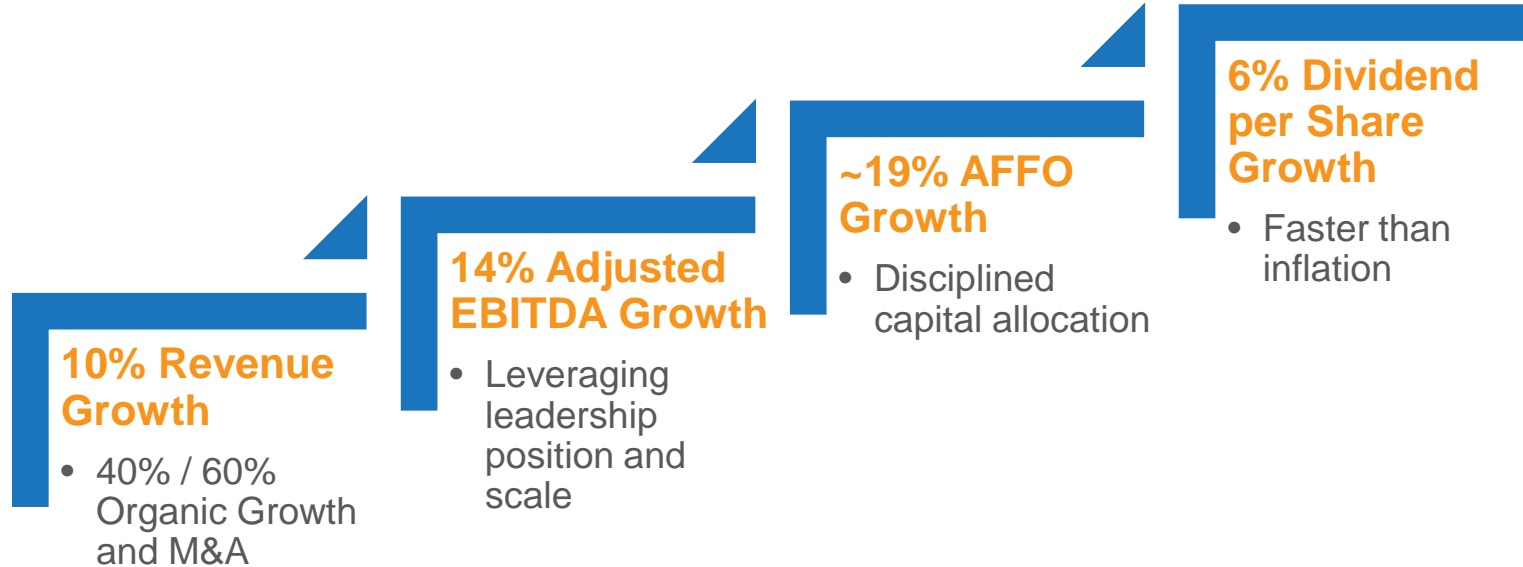 10% Revenue
Growth
• 40% / 60%
Organic Growth
and M&A
14% Adjusted
EBITDA Growth
• Leveraging
leadership
position and
scale
~19% AFFO
Growth
• Disciplined
capital allocation
6% Dividend
per Share
Growth
• Faster than
inflation